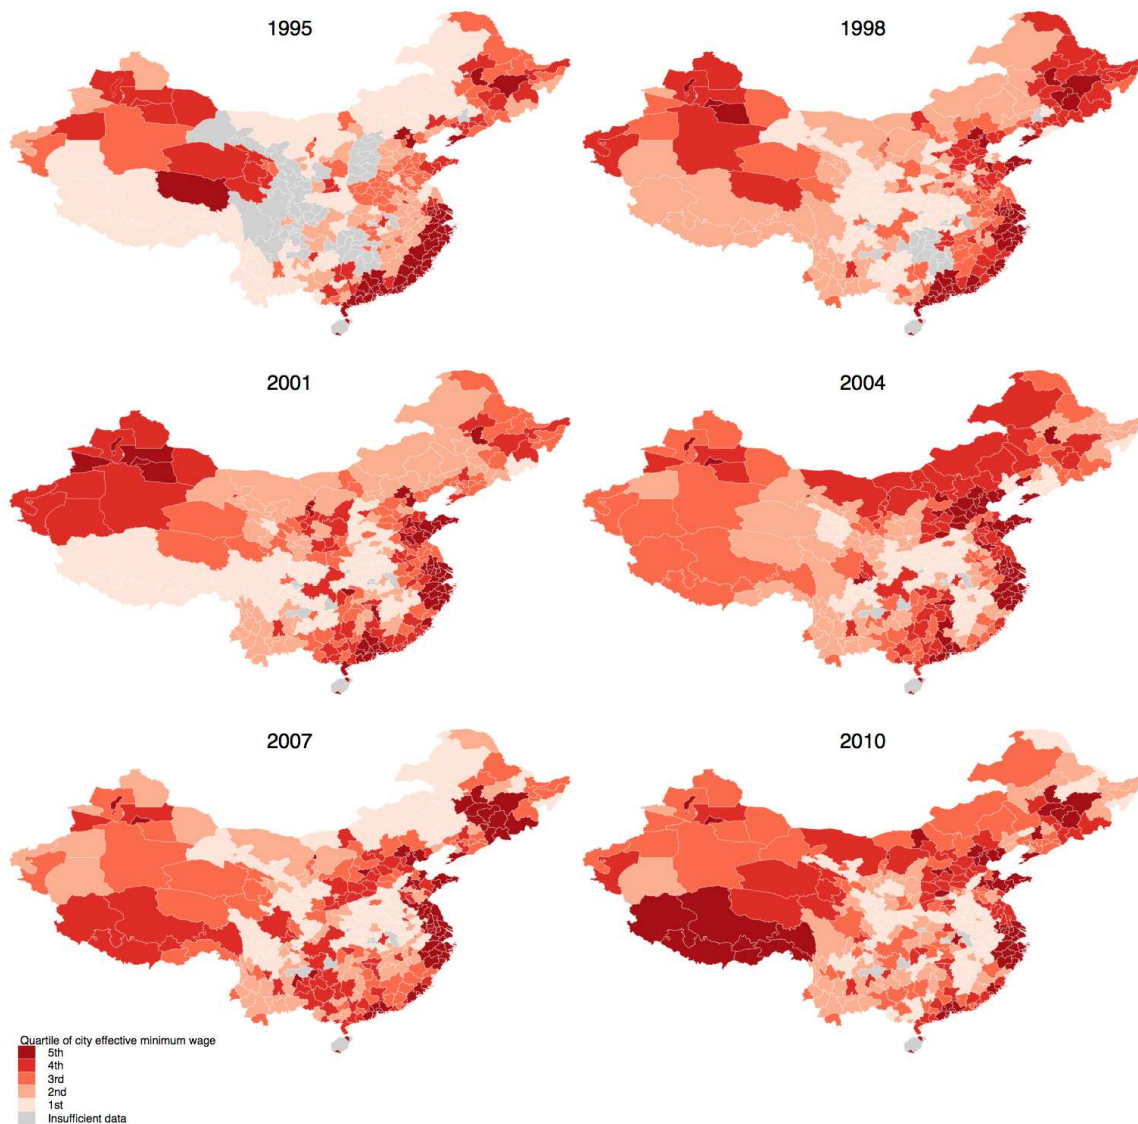 1995
1998
2001
2004
2007
2010
Quartile of city effective minimum wage
5th
4th
3rd
2nd
1st
Insufficient data